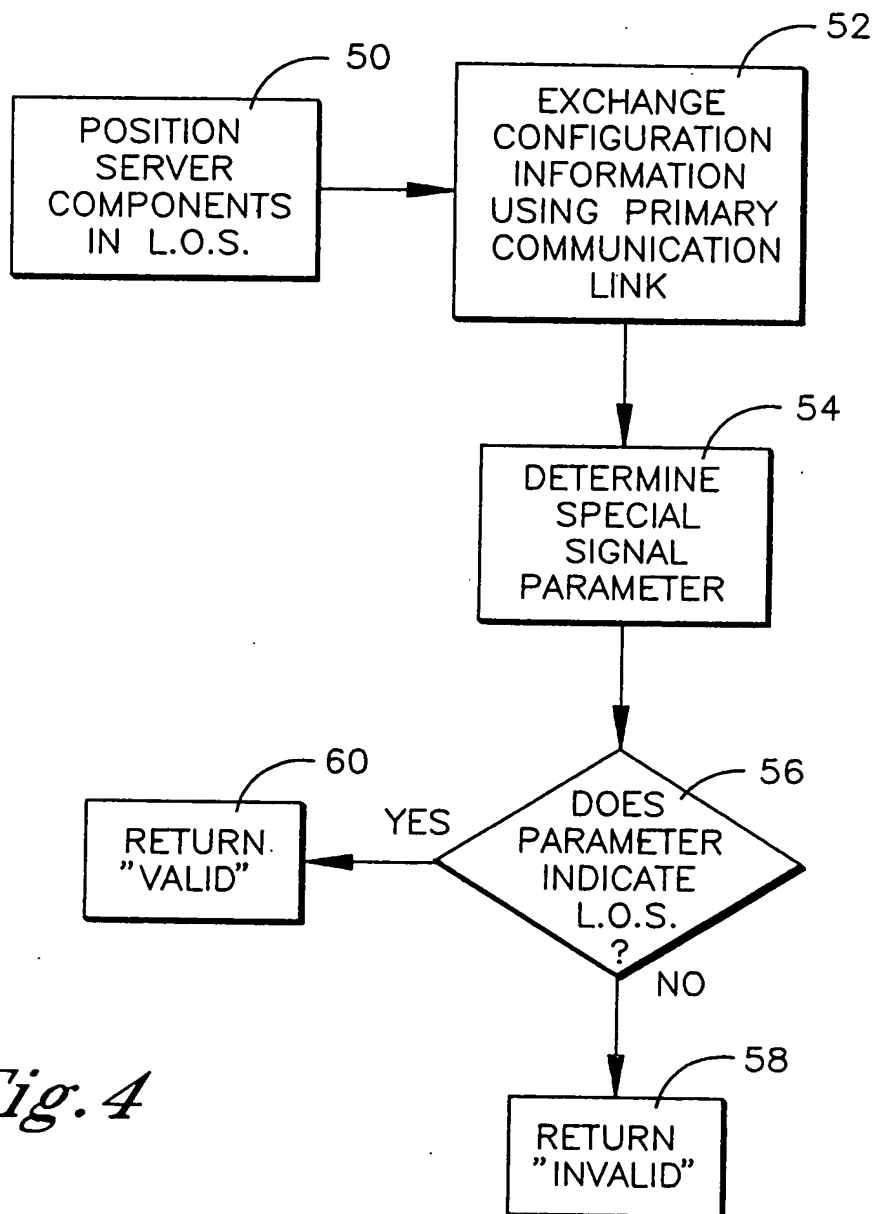 50
POSITION
SERVER
COMPONENTS
IN L.O.S.
52
EXCHANGE
CONFIGURATION
INFORMATION
USING PRIMARY
COMMUNICATION
LINK
54
DETERMINE
SPECIAL
SIGNAL
PARAMETER
56
DOES
PARAMETER
INDICATE
L.O.S.
?
YES
60
RETURN
"VALID"
NO
58
RETURN
"INVALID"
Fig. 4